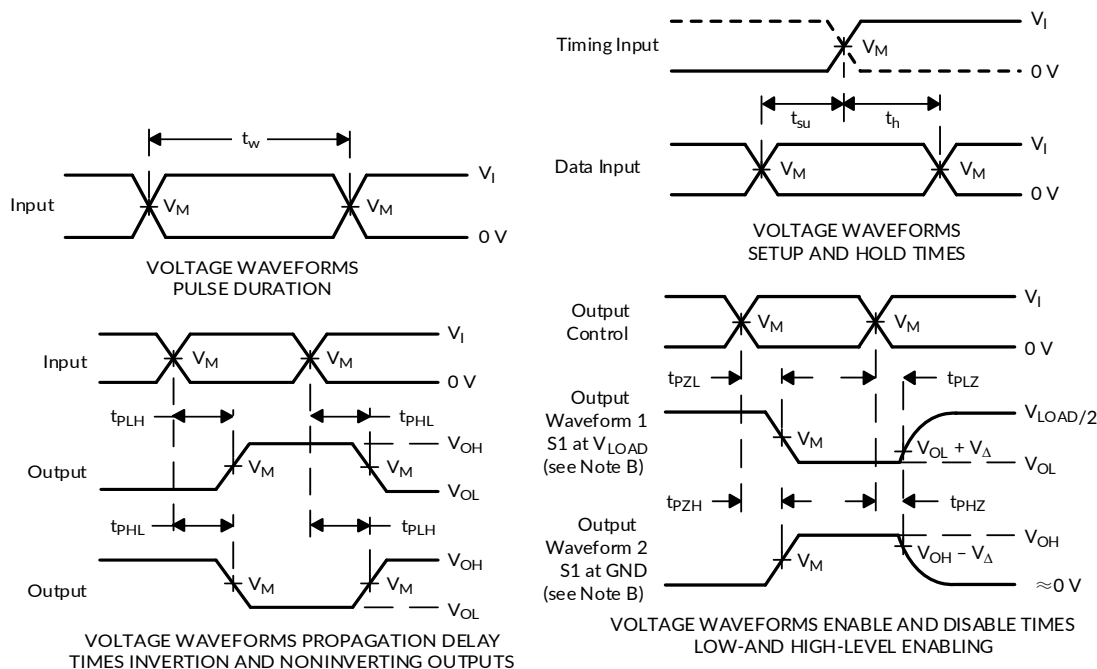 t_w
V_I
Input
V_M
V_M
0 V
VOLTAGE WAVEFORMS
PULSE DURATION
Timing Input
V_I
V_M
0 V
t_su
t_h
V_I
Data Input
V_M
V_M
0 V
VOLTAGE WAVEFORMS
SETUP AND HOLD TIMES
V_I
Input
V_M
V_M
0 V
t_PLH
t_PHL
V_OH
Output
V_M
V_M
V_OL
t_PHL
t_PLH
V_OH
Output
V_M
V_M
V_OL
VOLTAGE WAVEFORMS PROPAGATION DELAY
TIMES INVERTION AND NONINVERTING OUTPUTS
V_I
Output
Control
V_M
V_M
0 V
t_PZL
t_PLZ
Output
Waveform 1
S1 at V_LOAD
(see Note B)
V_LOAD/2
V_M
V_OL + V_Δ
V_OL
t_PZH
t_PHZ
Output
Waveform 2
S1 at GND
(see Note B)
V_OH
V_M
V_OH – V_Δ
≈0 V
VOLTAGE WAVEFORMS ENABLE AND DISABLE TIMES
LOW-AND HIGH-LEVEL ENABLING